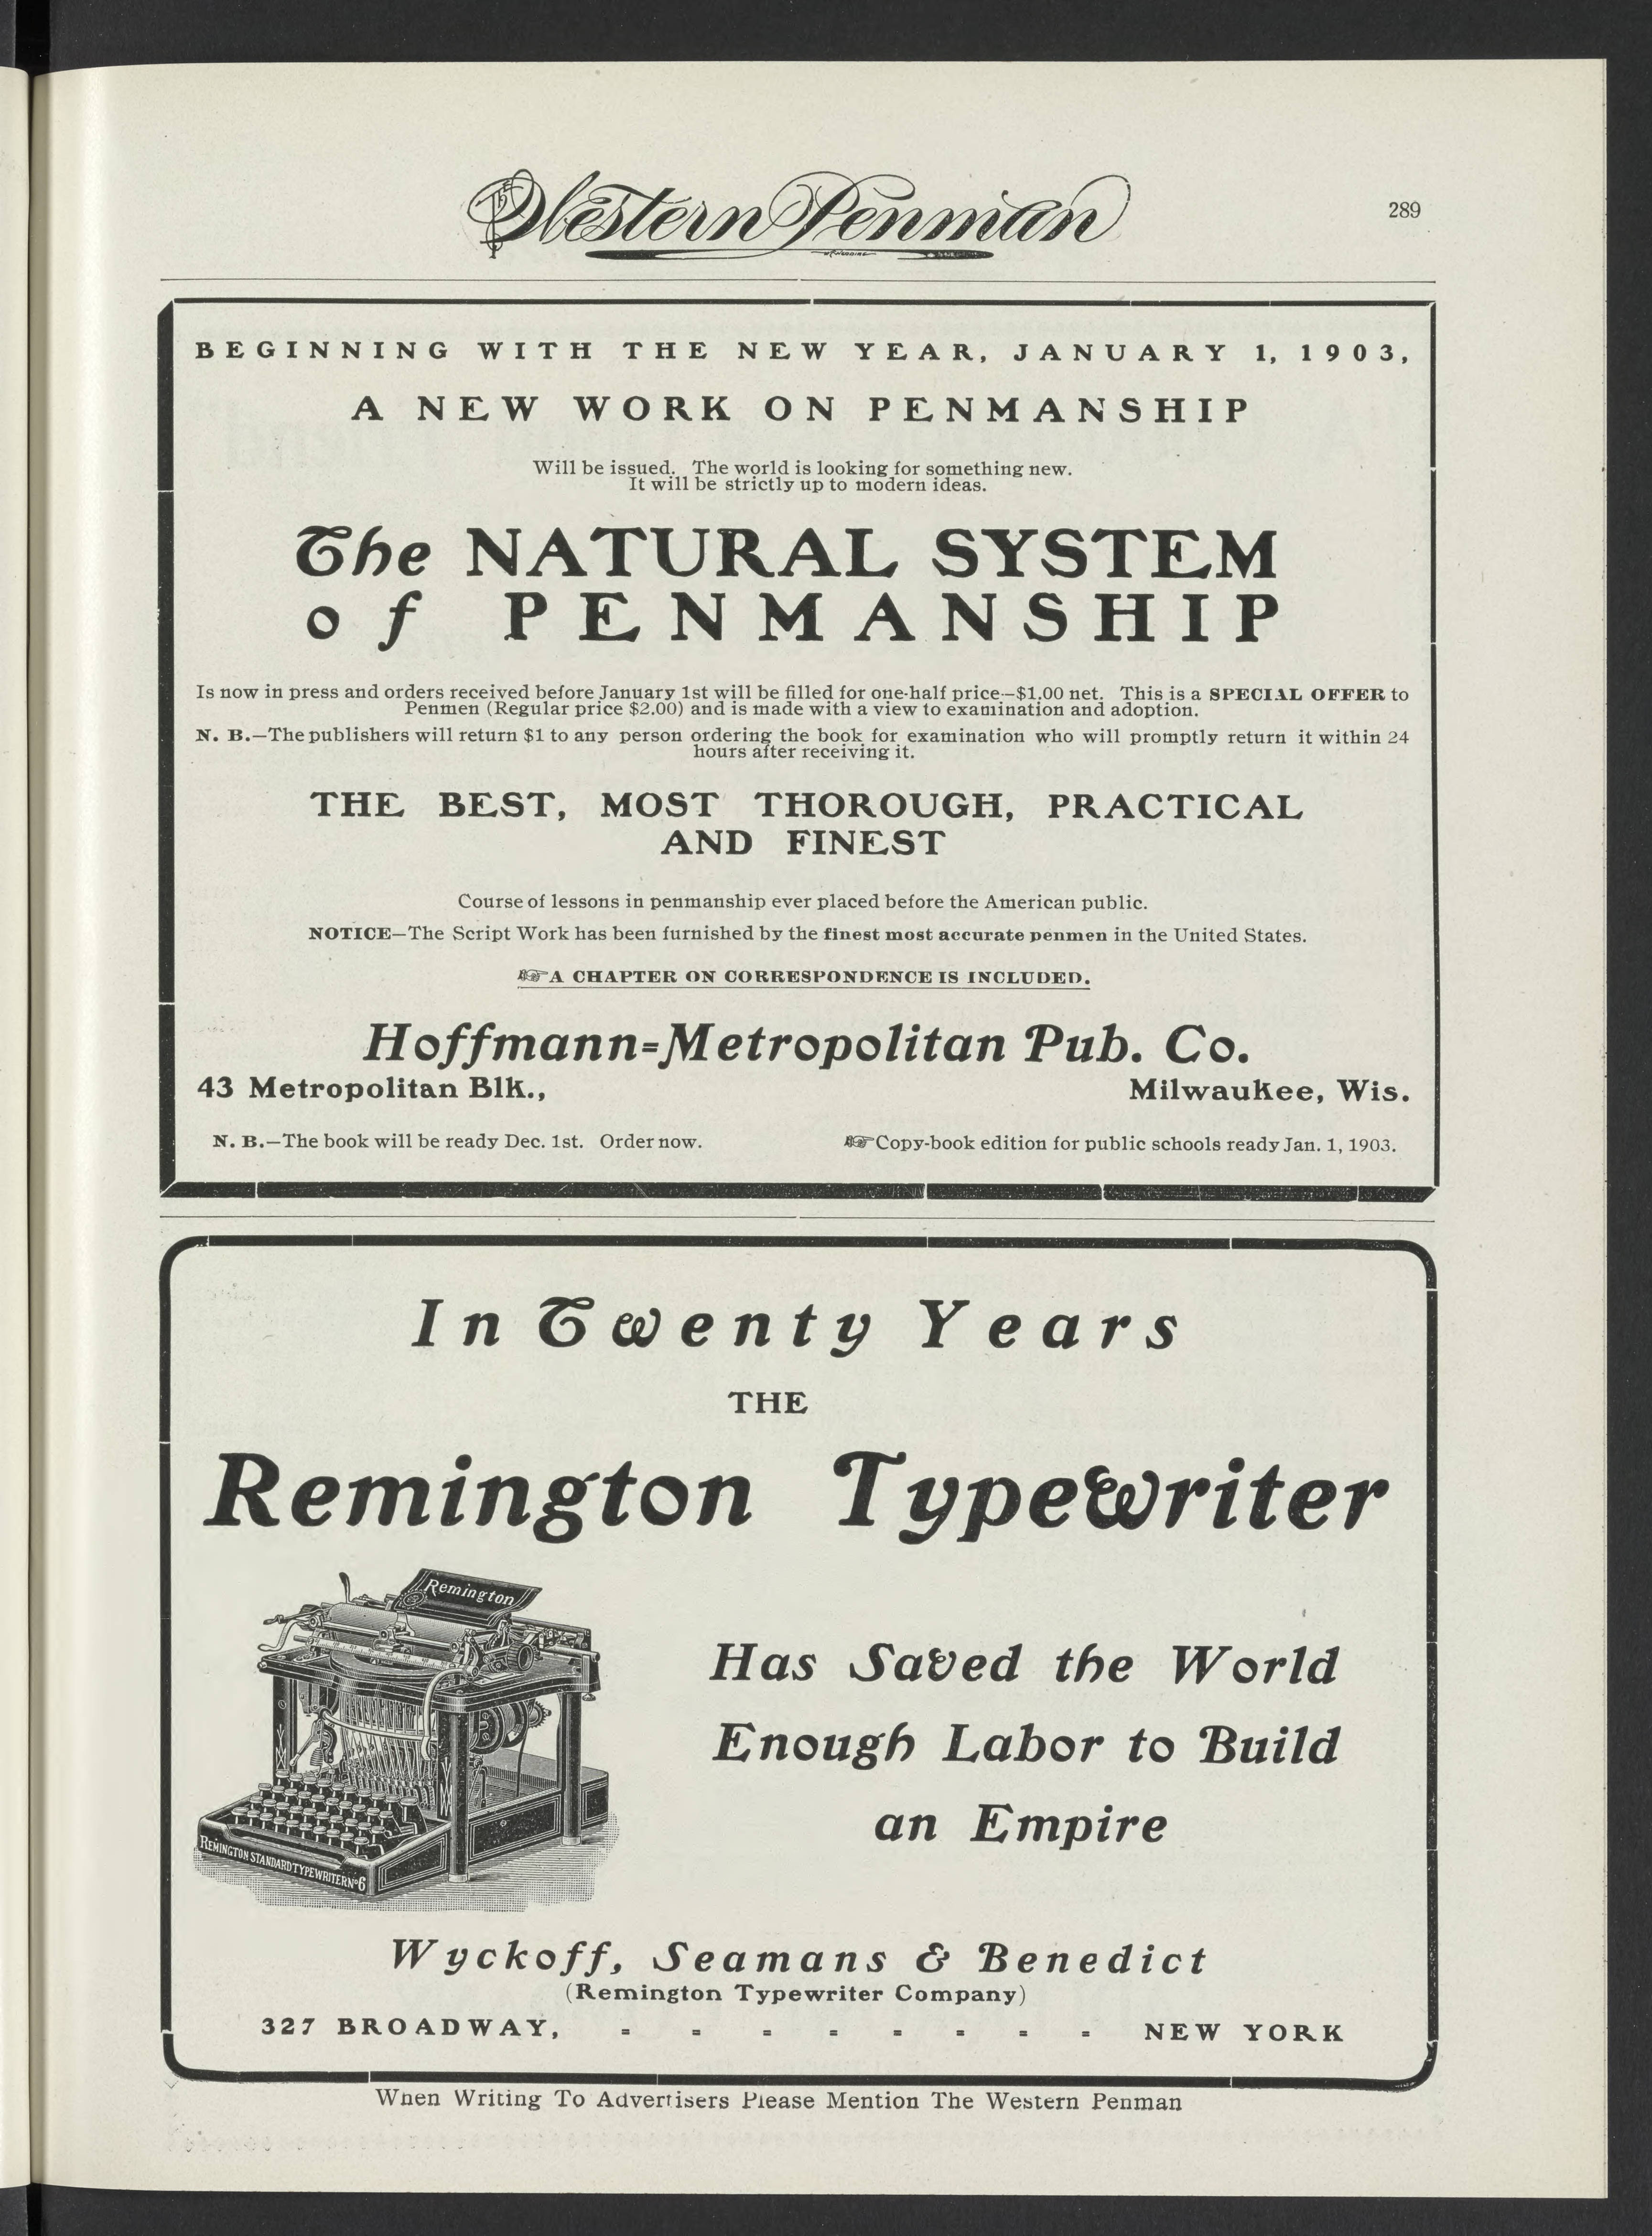 The Western Penman
289
BEGINNING WITH THE NEW YEAR, JANUARY 1, 1903,
A NEW WORK ON PENMANSHIP
Will be issued. The world is looking for something new.
It will be strictly up to modern ideas.
The NATURAL SYSTEM
of PENMANSHIP
Is now in press and orders received before January 1st will be filled for one-half price—$1.00 net. This is a SPECIAL OFFER to
Penmen (Regular price $2.00) and is made with a view to examination and adoption.
N. B.—The publishers will return $1 to any person ordering the book for examination who will promptly return it within 24
hours after receiving it.
THE BEST, MOST THOROUGH, PRACTICAL
AND FINEST
Course of lessons in penmanship ever placed before the American public.
NOTICE—The Script Work has been furnished by the finest most accurate penmen in the United States.
☞A CHAPTER ON CORRESPONDENCE IS INCLUDED.
Hoffmann=Metropolitan Pub. Co.
43 Metropolitan Blk., Milwaukee, Wis.
N. B.—The book will be ready Dec. 1st. Order now. ☞Copy-book edition for public schools ready Jan. 1, 1903.
In Twenty Years
THE
Remington Typewriter
Remington
Has Saved the World
Enough Labor to Build
an Empire
REMINGTON STANDARD TYPEWRITER Nº6
Wyckoff, Seamans & Benedict
(Remington Typewriter Company)
327 BROADWAY, = = = = = = = = NEW YORK
When Writing To Advertisers Please Mention The Western Penman